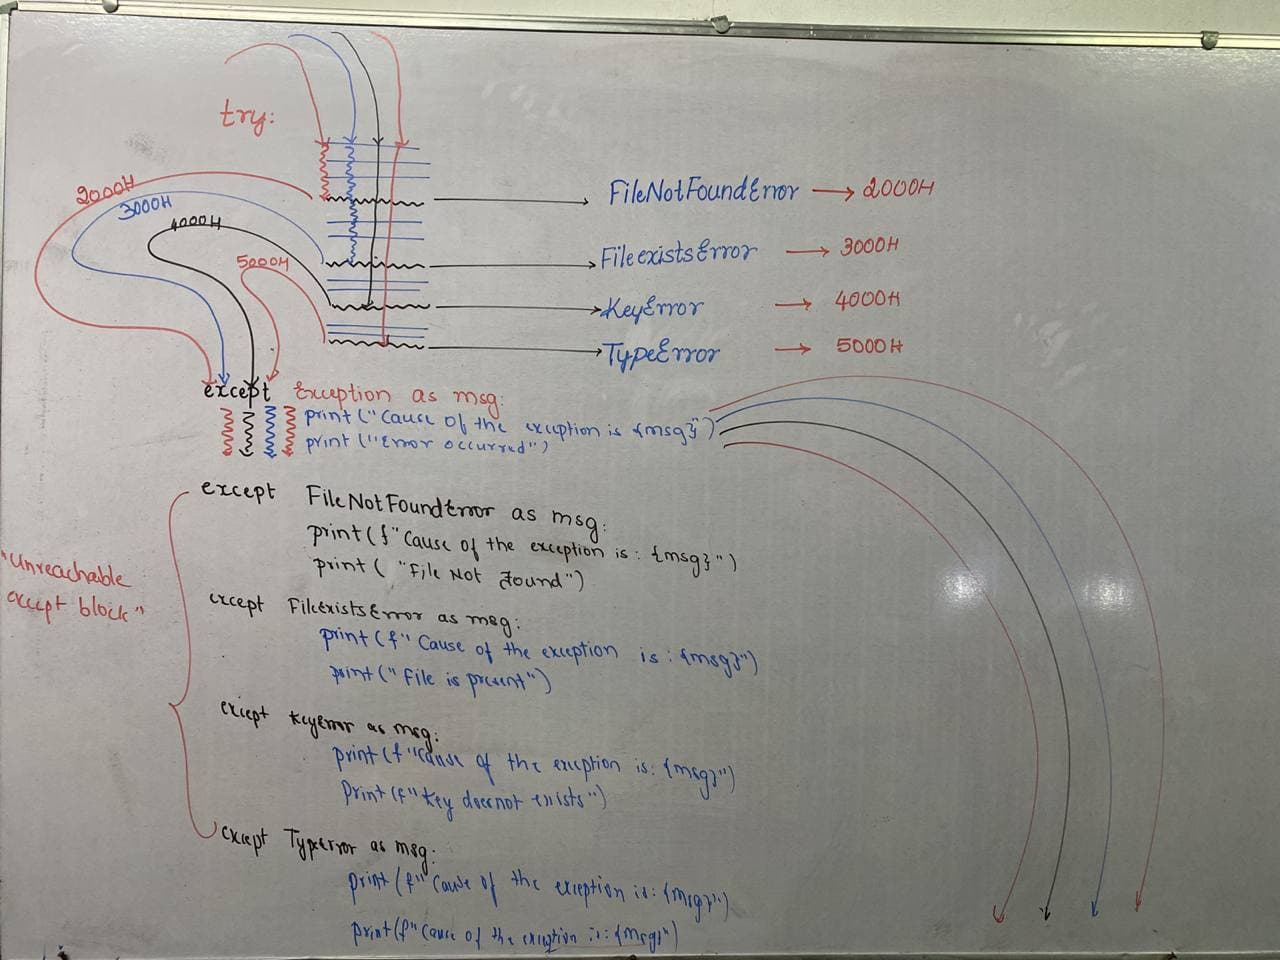 try:
2000H
3000H
4000H
5000H
FileNotFoundError → 2000H
FileexistsError → 3000H
KeyError → 4000H
TypeError → 5000H
except Exception as msg:
print("Cause of the exception is {msg}")
print("Error occurred")
except FileNotFoundError as msg:
print(f"Cause of the exception is: {msg}")
print("File Not Found")
"Unreachable
except block"
except FileexistsError as msg:
print(f"Cause of the exception is: {msg}")
print("File is present")
except KeyError as msg:
print(f"Cause of the exception is: {msg}")
print(f"Key doesnot exists")
except TypeError as msg:
print(f"Cause of the exception is: {msg}")
print(f"Cause of the exception is: {msg}")